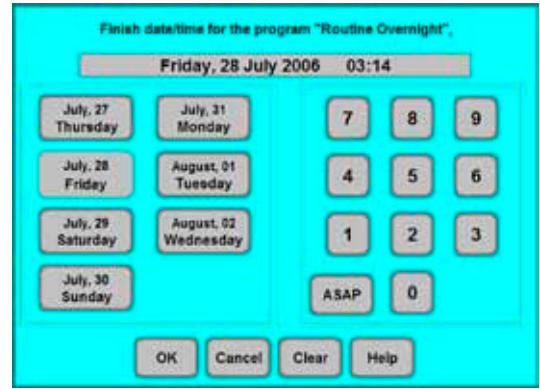 Finish date/time for the program "Routine Overnight",
Friday, 28 July 2006 03:14
July, 27
Thursday
July, 31
Monday
July, 28
Friday
August, 01
Tuesday
July, 29
Saturday
August, 02
Wednesday
July, 30
Sunday
7 8 9
4 5 6
1 2 3
ASAP 0
OK Cancel Clear Help